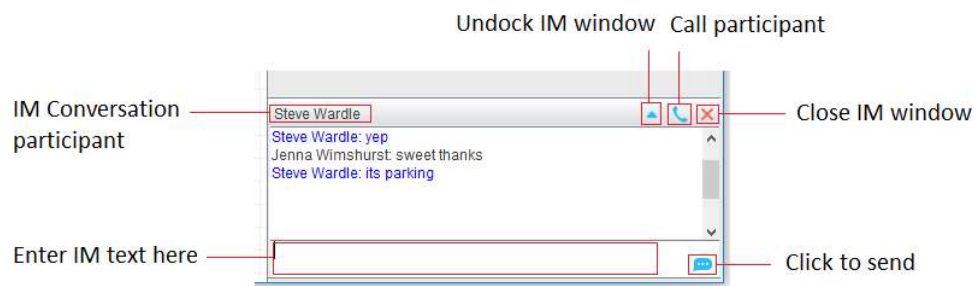 Undock IM window
Call participant
IM Conversation
participant
Steve Wardle
Close IM window
Steve Wardle: yep
Jenna Wimshurst: sweet thanks
Steve Wardle: its parking
Enter IM text here
Click to send